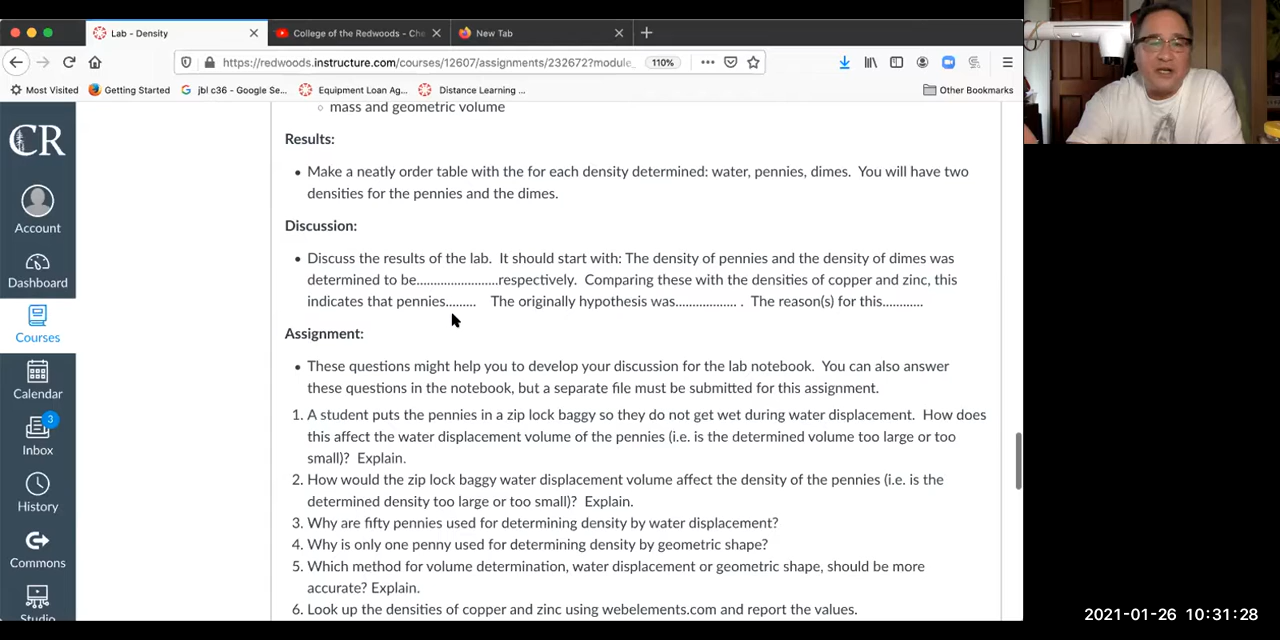 Lab - Density
College of the Redwoods - Che
New Tab
https://redwoods.instructure.com/courses/12607/assignments/232672?module_
110%
Most Visited
Getting Started
jbl c36 - Google Se...
Equipment Loan Ag...
Distance Learning ...
Other Bookmarks
CR
Account
Dashboard
Courses
Calendar
3
Inbox
History
Commons
Studio
mass and geometric volume
Results:
Make a neatly order table with the for each density determined: water, pennies, dimes. You will have two
densities for the pennies and the dimes.
Discussion:
Discuss the results of the lab. It should start with: The density of pennies and the density of dimes was
determined to be.......................respectively. Comparing these with the densities of copper and zinc, this
indicates that pennies......... The originally hypothesis was.................. . The reason(s) for this............
Assignment:
These questions might help you to develop your discussion for the lab notebook. You can also answer
these questions in the notebook, but a separate file must be submitted for this assignment.
1. A student puts the pennies in a zip lock baggy so they do not get wet during water displacement. How does
this affect the water displacement volume of the pennies (i.e. is the determined volume too large or too
small)? Explain.
2. How would the zip lock baggy water displacement volume affect the density of the pennies (i.e. is the
determined density too large or too small)? Explain.
3. Why are fifty pennies used for determining density by water displacement?
4. Why is only one penny used for determining density by geometric shape?
5. Which method for volume determination, water displacement or geometric shape, should be more
accurate? Explain.
6. Look up the densities of copper and zinc using webelements.com and report the values.
2021-01-26 10:31:28